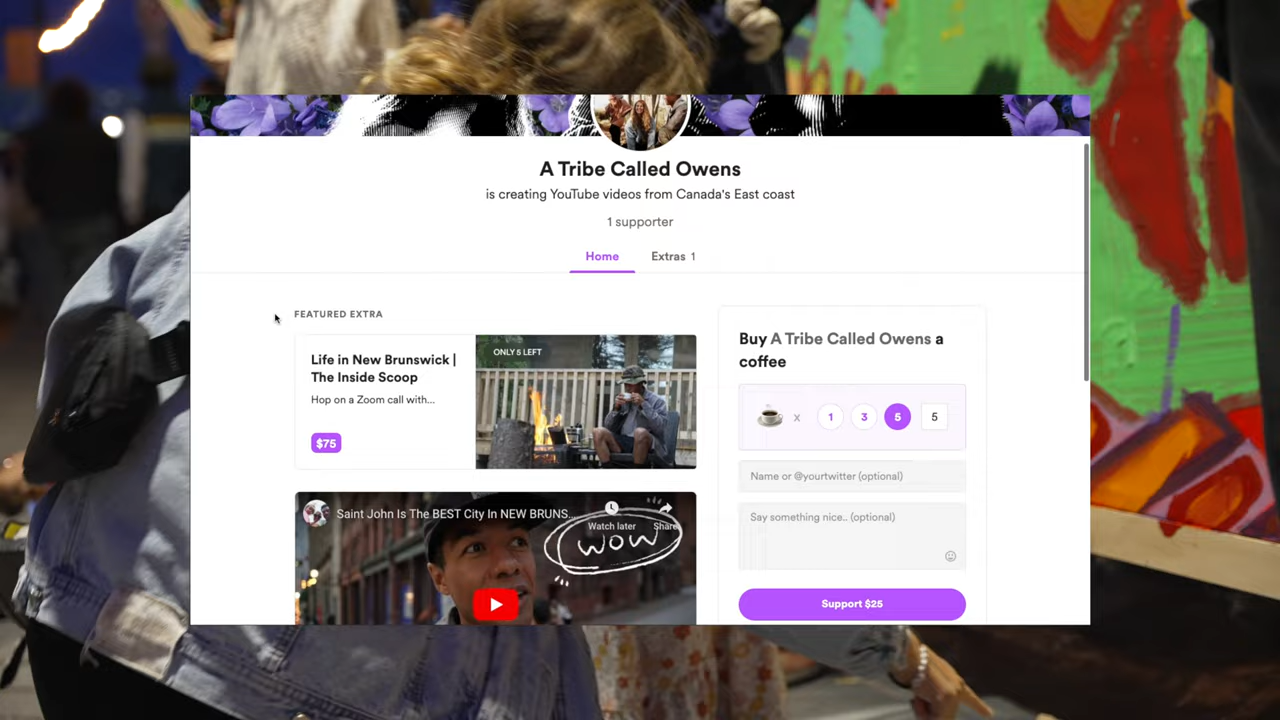 A Tribe Called Owens
is creating YouTube videos from Canada's East coast
1 supporter
Home Extras 1
FEATURED EXTRA
Life in New Brunswick |
The Inside Scoop
Hop on a Zoom call with...
$75
ONLY 5 LEFT
Saint John Is The BEST City In NEW BRUNS...
Watch later Share
WOW
Buy A Tribe Called Owens a
coffee
x 1 3 5 5
Name or @yourtwitter (optional)
Say something nice.. (optional)
Support $25